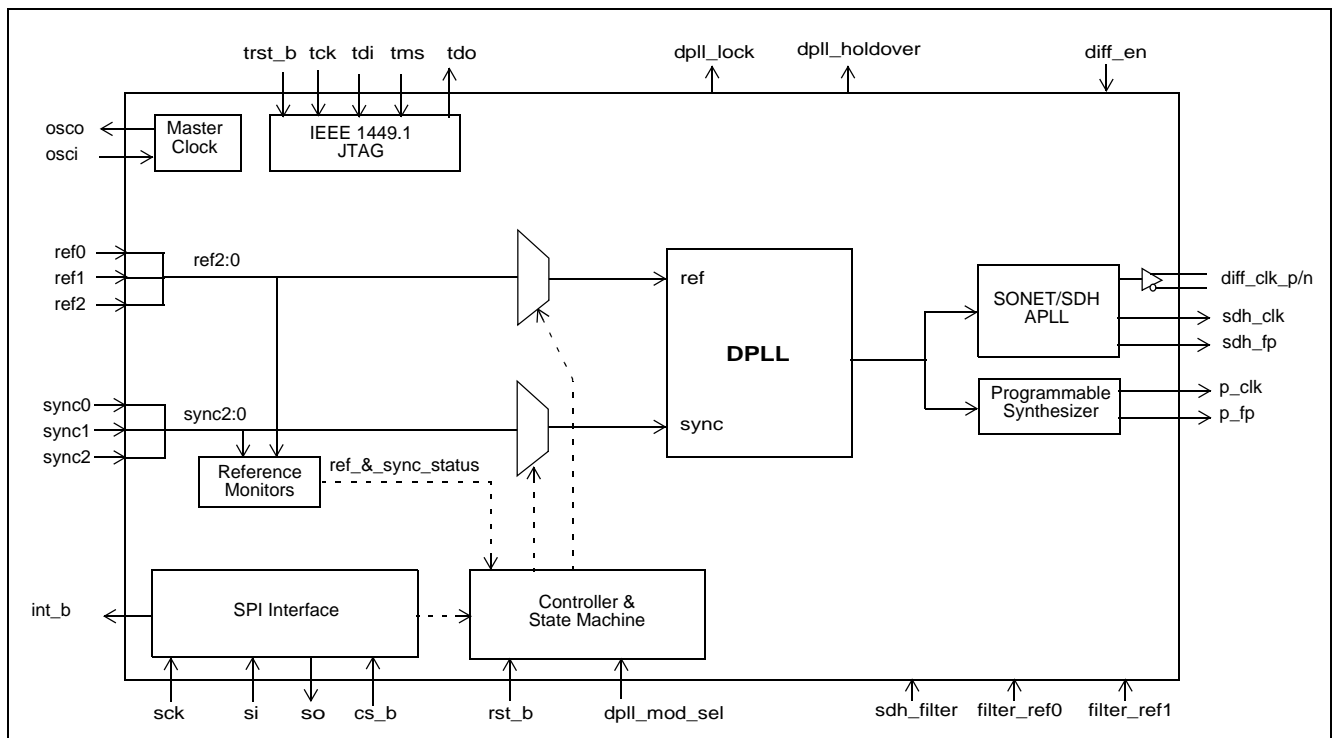 trst_b tck tdi tms tdo
dpll_lock
dpll_holdover
diff_en
osco
osci
Master
Clock
IEEE 1449.1
JTAG
ref0
ref1
ref2
ref2:0
ref
DPLL
sync
SONET/SDH
APLL
diff_clk_p/n
sdh_clk
sdh_fp
Programmable
Synthesizer
p_clk
p_fp
sync0
sync1
sync2
sync2:0
Reference
Monitors
ref_&_sync_status
int_b
SPI Interface
Controller &
State Machine
sck
si
so
cs_b
rst_b
dpll_mod_sel
sdh_filter
filter_ref0
filter_ref1